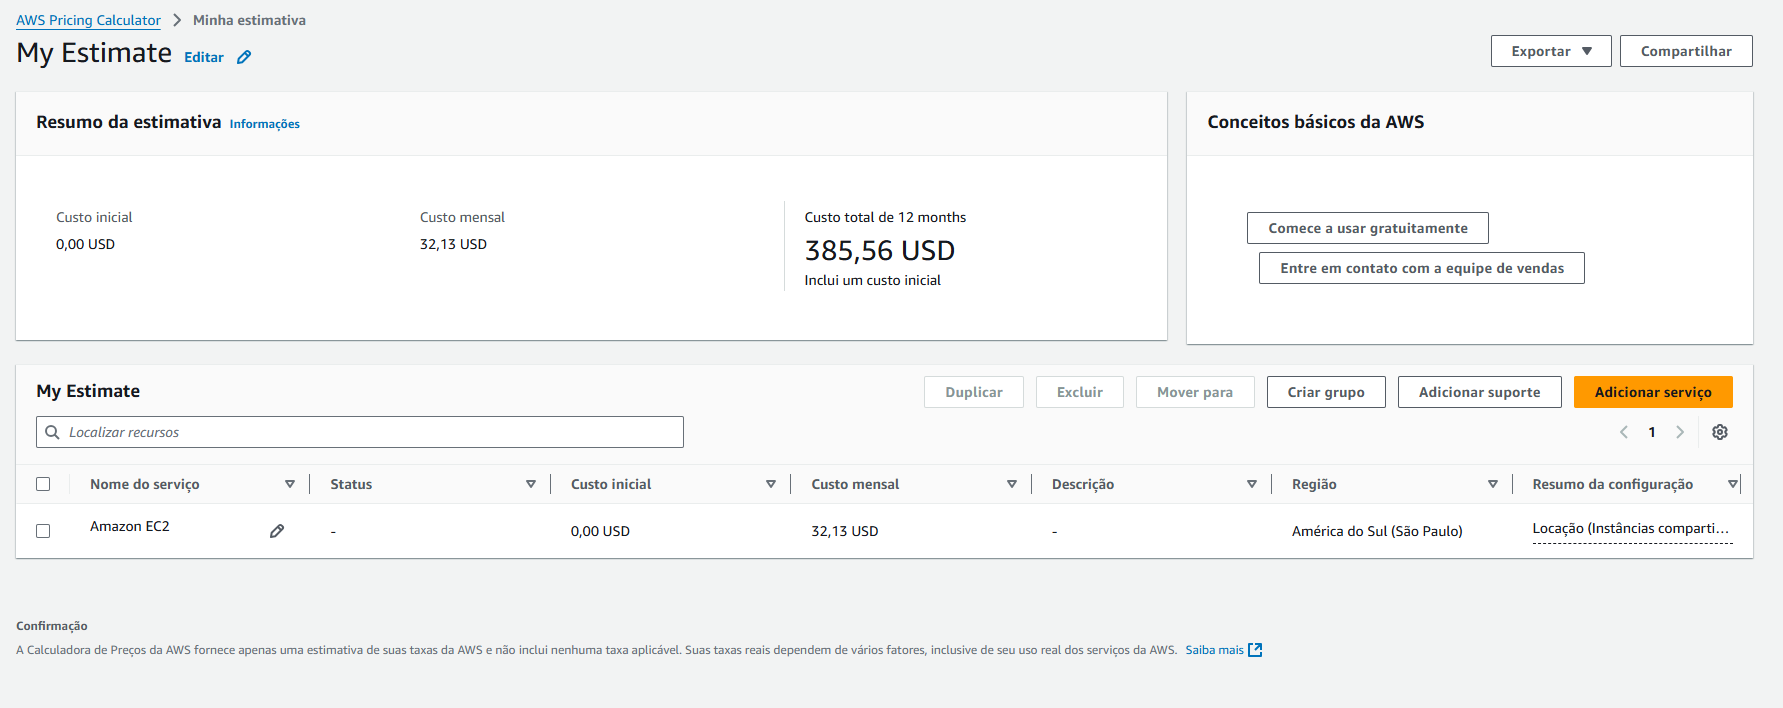 AWS Pricing Calculator > Minha estimativa
My Estimate Editar
Exportar ▼ Compartilhar
Resumo da estimativa Informações
Custo inicial
0,00 USD
Custo mensal
32,13 USD
Custo total de 12 months
385,56 USD
Inclui um custo inicial
Conceitos básicos da AWS
Comece a usar gratuitamente
Entre em contato com a equipe de vendas
My Estimate
Duplicar Excluir Mover para Criar grupo Adicionar suporte Adicionar serviço
Localizar recursos
1
Nome do serviço Status Custo inicial Custo mensal Descrição Região Resumo da configuração
Amazon EC2 - 0,00 USD 32,13 USD - América do Sul (São Paulo) Locação (Instâncias comparti...
Confirmação
A Calculadora de Preços da AWS fornece apenas uma estimativa de suas taxas da AWS e não inclui nenhuma taxa aplicável. Suas taxas reais dependem de vários fatores, inclusive de seu uso real dos serviços da AWS. Saiba mais